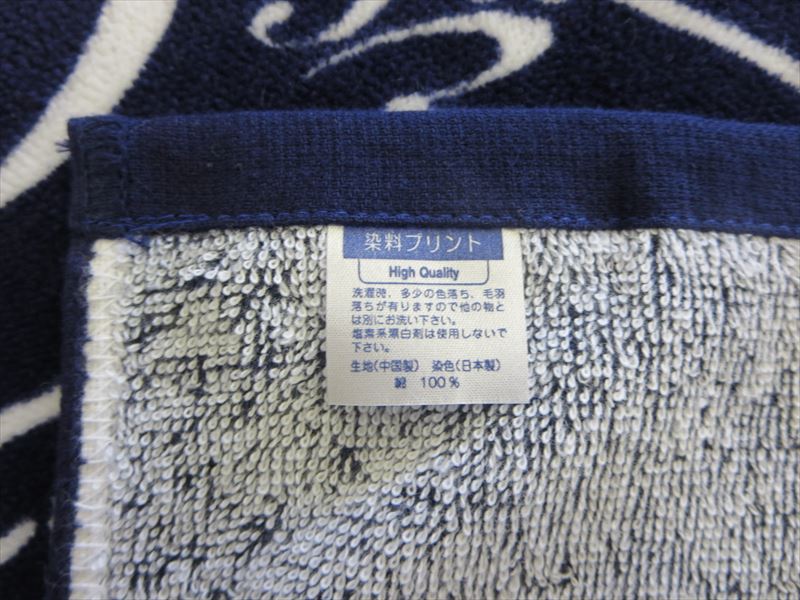 染料プリント
High Quality
洗濯時、多少の色落ち、毛羽
落ちが有りますので他の物と
は別にお洗い下さい。
塩素系漂白剤は使用しないで
下さい。
生地(中国製) 染色(日本製)
綿 100%